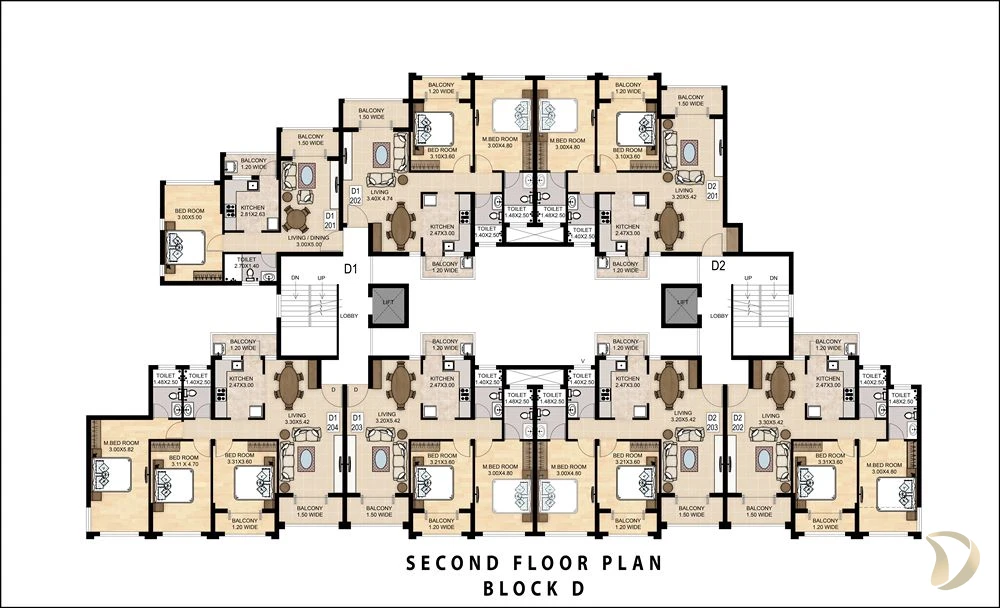 BALCONY
1.20 WIDE
BALCONY
1.20 WIDE
BALCONY
1.50 WIDE
BALCONY
1.50 WIDE
BALCONY
1.50 WIDE
BED ROOM
3.10X3.60
M.BED ROOM
3.00X4.80
M.BED ROOM
3.00X4.80
BED ROOM
3.10X3.60
BALCONY
1.20 WIDE
KITCHEN
2.81X2.63
BED ROOM
3.00X5.00
LIVING / DINING
3.00X5.00
D1
201
D1
202
LIVING
3.40X 4.74
KITCHEN
2.47X3.00
TOILET
1.40X2.50
TOILET
1.48X2.50
TOILET
1.48X2.50
TOILET
1.40X2.50
KITCHEN
2.47X3.00
LIVING
3.20X5.42
D2
201
TOILET
2.70X1.40
BALCONY
1.20 WIDE
BALCONY
1.20 WIDE
D1
D2
DN
UP
UP
DN
LIFT
LIFT
LOBBY
LOBBY
BALCONY
1.20 WIDE
BALCONY
1.20 WIDE
BALCONY
1.20 WIDE
BALCONY
1.20 WIDE
V
TOILET
1.48X2.50
TOILET
1.40X2.50
KITCHEN
2.47X3.00
LIVING
3.30X5.42
D
D
D1
204
D1
203
LIVING
3.20X5.42
KITCHEN
2.47X3.00
TOILET
1.40X2.50
TOILET
1.48X2.50
TOILET
1.48X2.50
TOILET
1.40X2.50
KITCHEN
2.47X3.00
LIVING
3.20X5.42
D2
203
D2
202
LIVING
3.30X5.42
KITCHEN
2.47X3.00
TOILET
1.40X2.50
TOILET
1.48X2.50
M.BED ROOM
3.00X5.82
BED ROOM
3.11 X 4.70
BED ROOM
3.31X3.60
BED ROOM
3.21X3.60
M.BED ROOM
3.00X4.80
M.BED ROOM
3.00X4.80
BED ROOM
3.21X3.60
BED ROOM
3.31X3.60
M.BED ROOM
3.00X4.80
BALCONY
1.20 WIDE
BALCONY
1.50 WIDE
BALCONY
1.50 WIDE
BALCONY
1.20 WIDE
BALCONY
1.20 WIDE
BALCONY
1.50 WIDE
BALCONY
1.50 WIDE
BALCONY
1.20 WIDE
SECOND FLOOR PLAN
BLOCK D